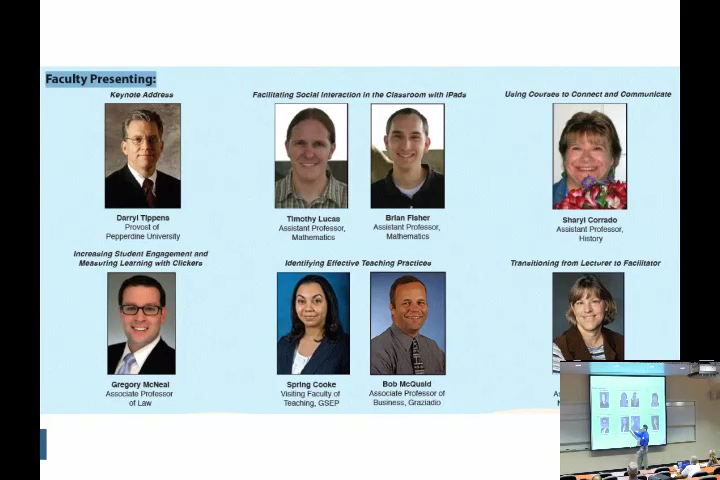 Faculty Presenting:
Keynote Address
Facilitating Social Interaction in the Classroom with iPads
Using Courses to Connect and Communicate
Darryl Tippens
Provost of
Pepperdine University
Timothy Lucas
Assistant Professor,
Mathematics
Brian Fisher
Assistant Professor,
Mathematics
Sharyl Corrado
Assistant Professor,
History
Increasing Student Engagement and
Measuring Learning with Clickers
Identifying Effective Teaching Practices
Transitioning from Lecturer to Facilitator
Gregory McNeal
Associate Professor
of Law
Spring Cooke
Visiting Faculty of
Teaching, GSEP
Bob McQuaid
Associate Professor of
Business, Graziadio